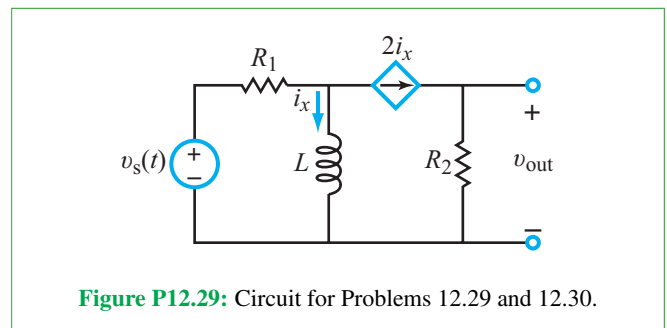 2iₓ
R₁
iₓ
+
vₛ(t)
+
−
L
R₂
vout
−
Figure P12.29: Circuit for Problems 12.29 and 12.30.